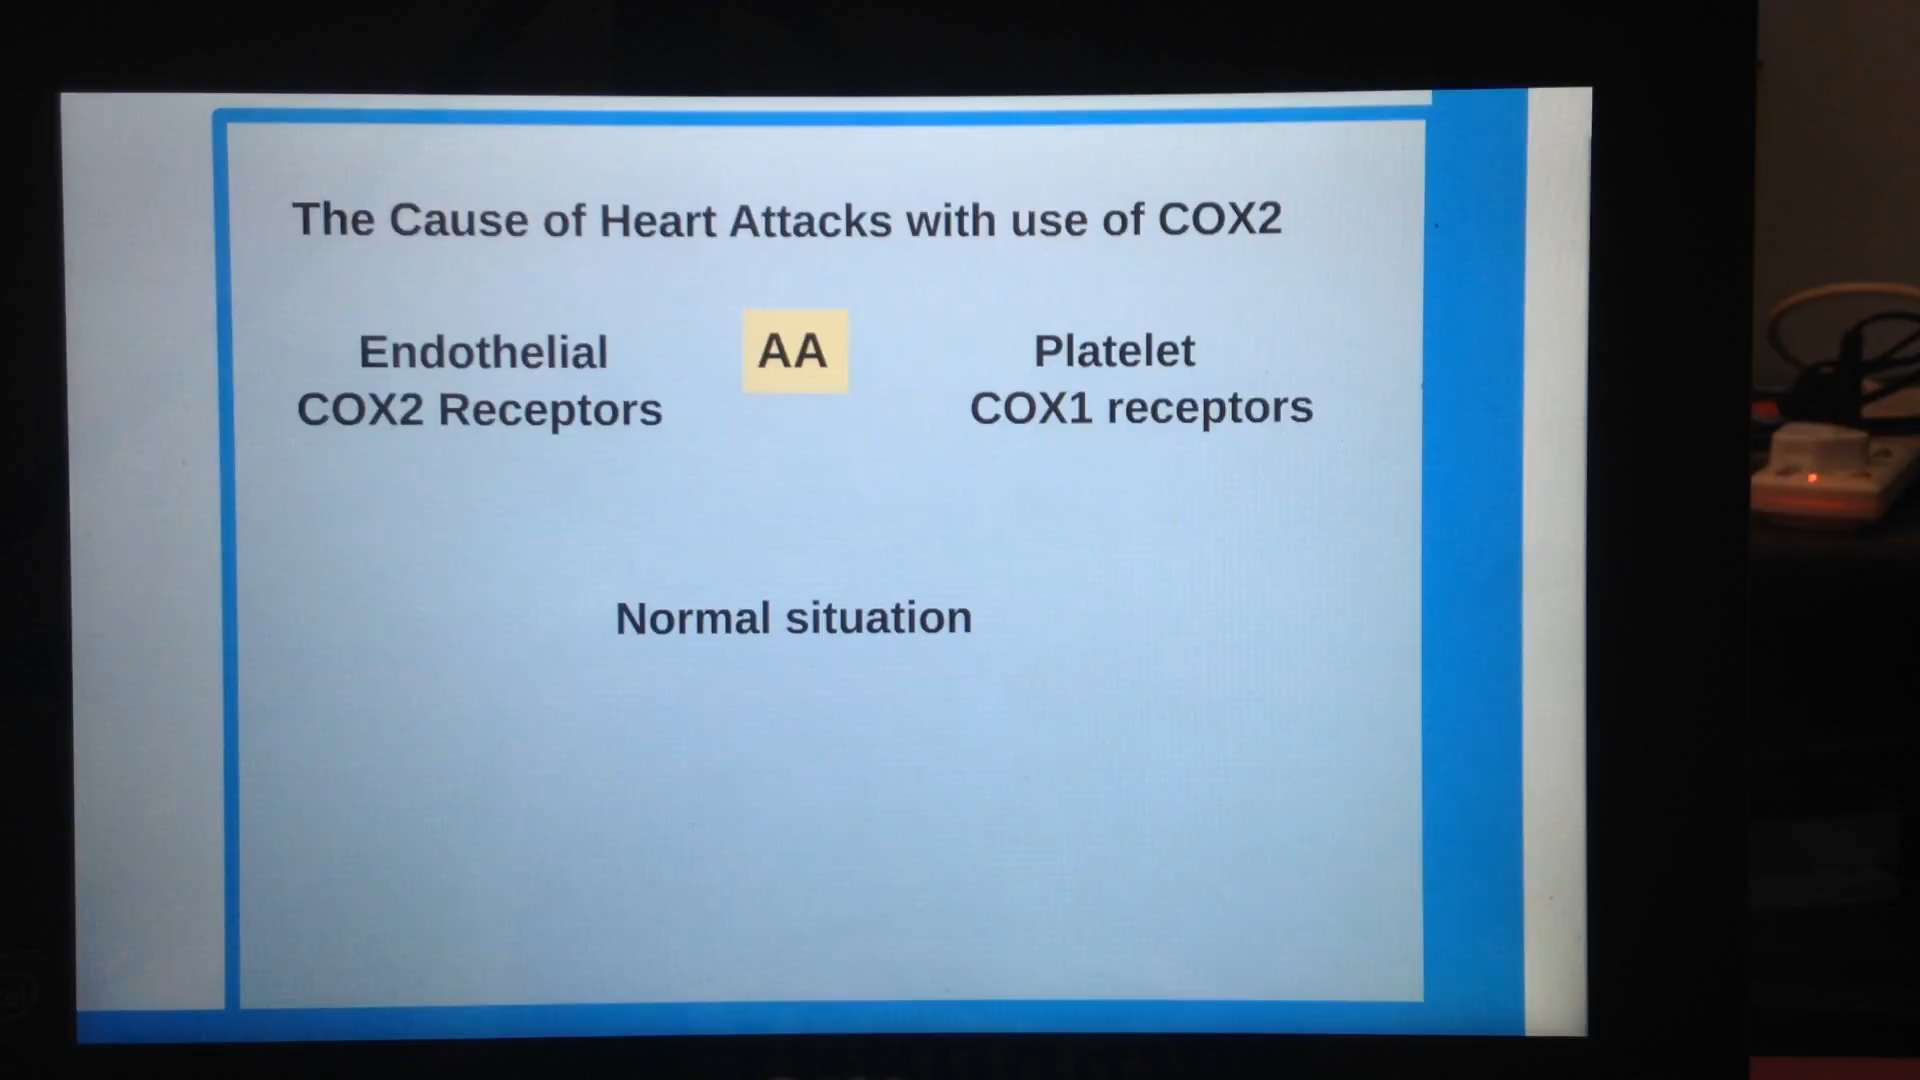 The Cause of Heart Attacks with use of COX2
Endothelial
COX2 Receptors
AA
Platelet
COX1 receptors
Normal situation